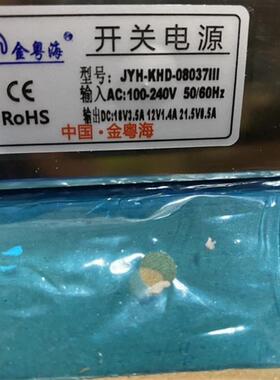 金粤海
开关电源
型号: JYH-KHD-08037III
CE
输入AC:100-240V 50/60Hz
RoHS
输出DC:18V3.5A 12V1.4A 21.5V8.5A
中国·金粤海